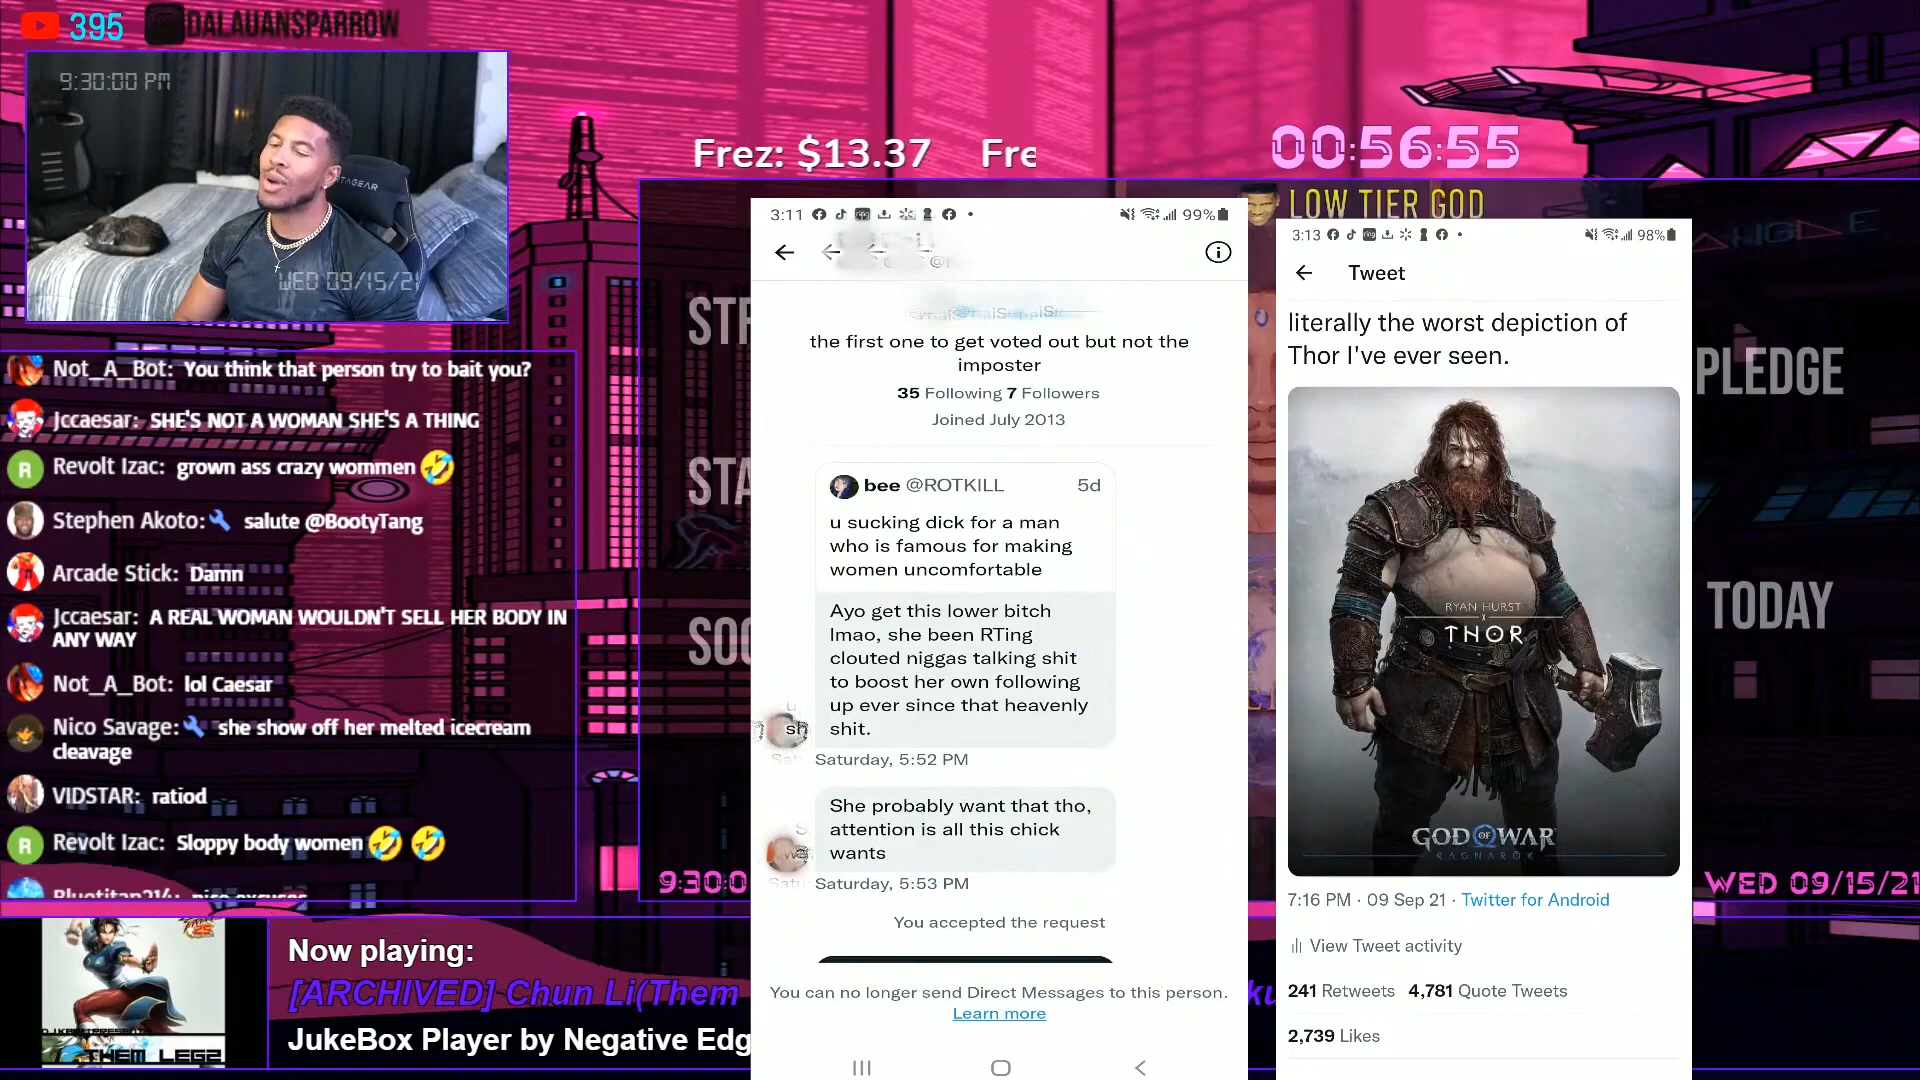 395
DALAUANSPARROW
9:30:00 PM
WED 09/15/21
Not_A_Bot: You think that person try to bait you?
Jccaesar: SHE'S NOT A WOMAN SHE'S A THING
R
Revolt Izac: grown ass crazy wommen 🤣
Stephen Akoto: 🔧 salute @BootyTang
Arcade Stick: Damn
Jccaesar: A REAL WOMAN WOULDN'T SELL HER BODY IN
ANY WAY
Not_A_Bot: lol Caesar
Nico Savage: 🔧 she show off her melted icecream
cleavage
VIDSTAR: ratiod
R
Revolt Izac: Sloppy body women 🤣 🤣
Bluetitan214: nice excuses
THEM LEGZ
Now playing:
[ARCHIVED] Chun Li(Them
JukeBox Player by Negative Edg
Frez: $13.37 Fre
00:56:55
LOW TIER GOD
STR
STA
SOC
PLEDGE
TODAY
9:30:0
WED 09/15/21
3:11
99%
the first one to get voted out but not the
imposter
35 Following 7 Followers
Joined July 2013
bee @ROTKILL 5d
u sucking dick for a man
who is famous for making
women uncomfortable
Ayo get this lower bitch
lmao, she been RTing
clouted niggas talking shit
to boost her own following
up ever since that heavenly
shit.
Saturday, 5:52 PM
She probably want that tho,
attention is all this chick
wants
Saturday, 5:53 PM
You accepted the request
You can no longer send Direct Messages to this person.
Learn more
3:13
98%
Tweet
literally the worst depiction of
Thor I've ever seen.
RYAN HURST
X
THOR
GOD OF WAR
RAGNARÖK
7:16 PM · 09 Sep 21 · Twitter for Android
View Tweet activity
241 Retweets 4,781 Quote Tweets
2,739 Likes